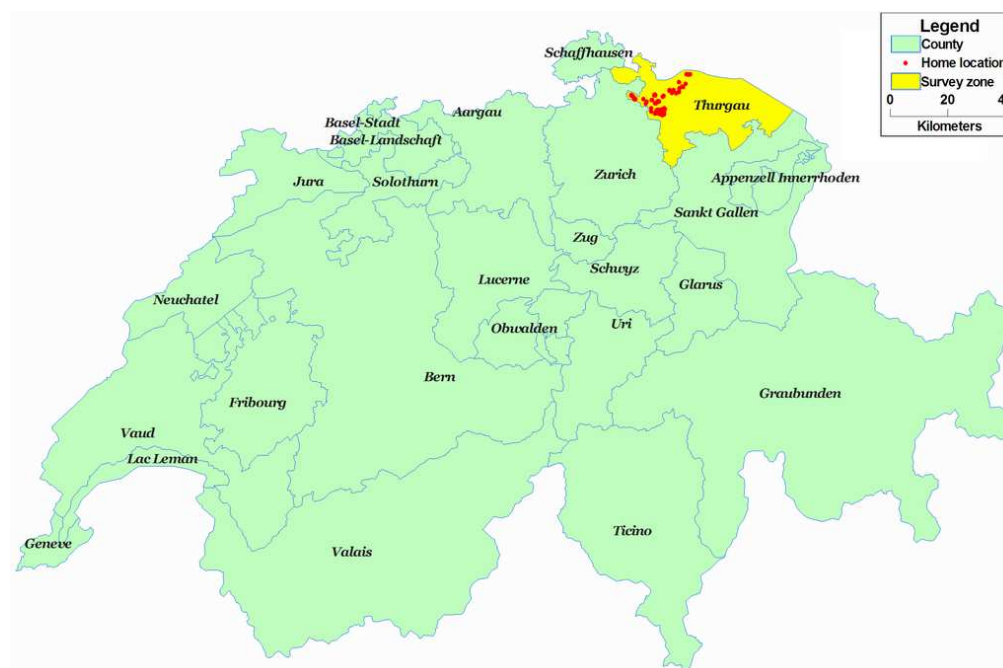 Legend
County
Home location
Survey zone
0 20 4
Kilometers
Schaffhausen
Thurgau
Aargau
Basel-Stadt
Basel-Landschaft
Jura
Solothurn
Zurich
Appenzell Innerrhoden
Sankt Gallen
Zug
Schwyz
Lucerne
Glarus
Neuchatel
Obwalden
Uri
Bern
Graubunden
Fribourg
Vaud
Lac Leman
Geneve
Valais
Ticino